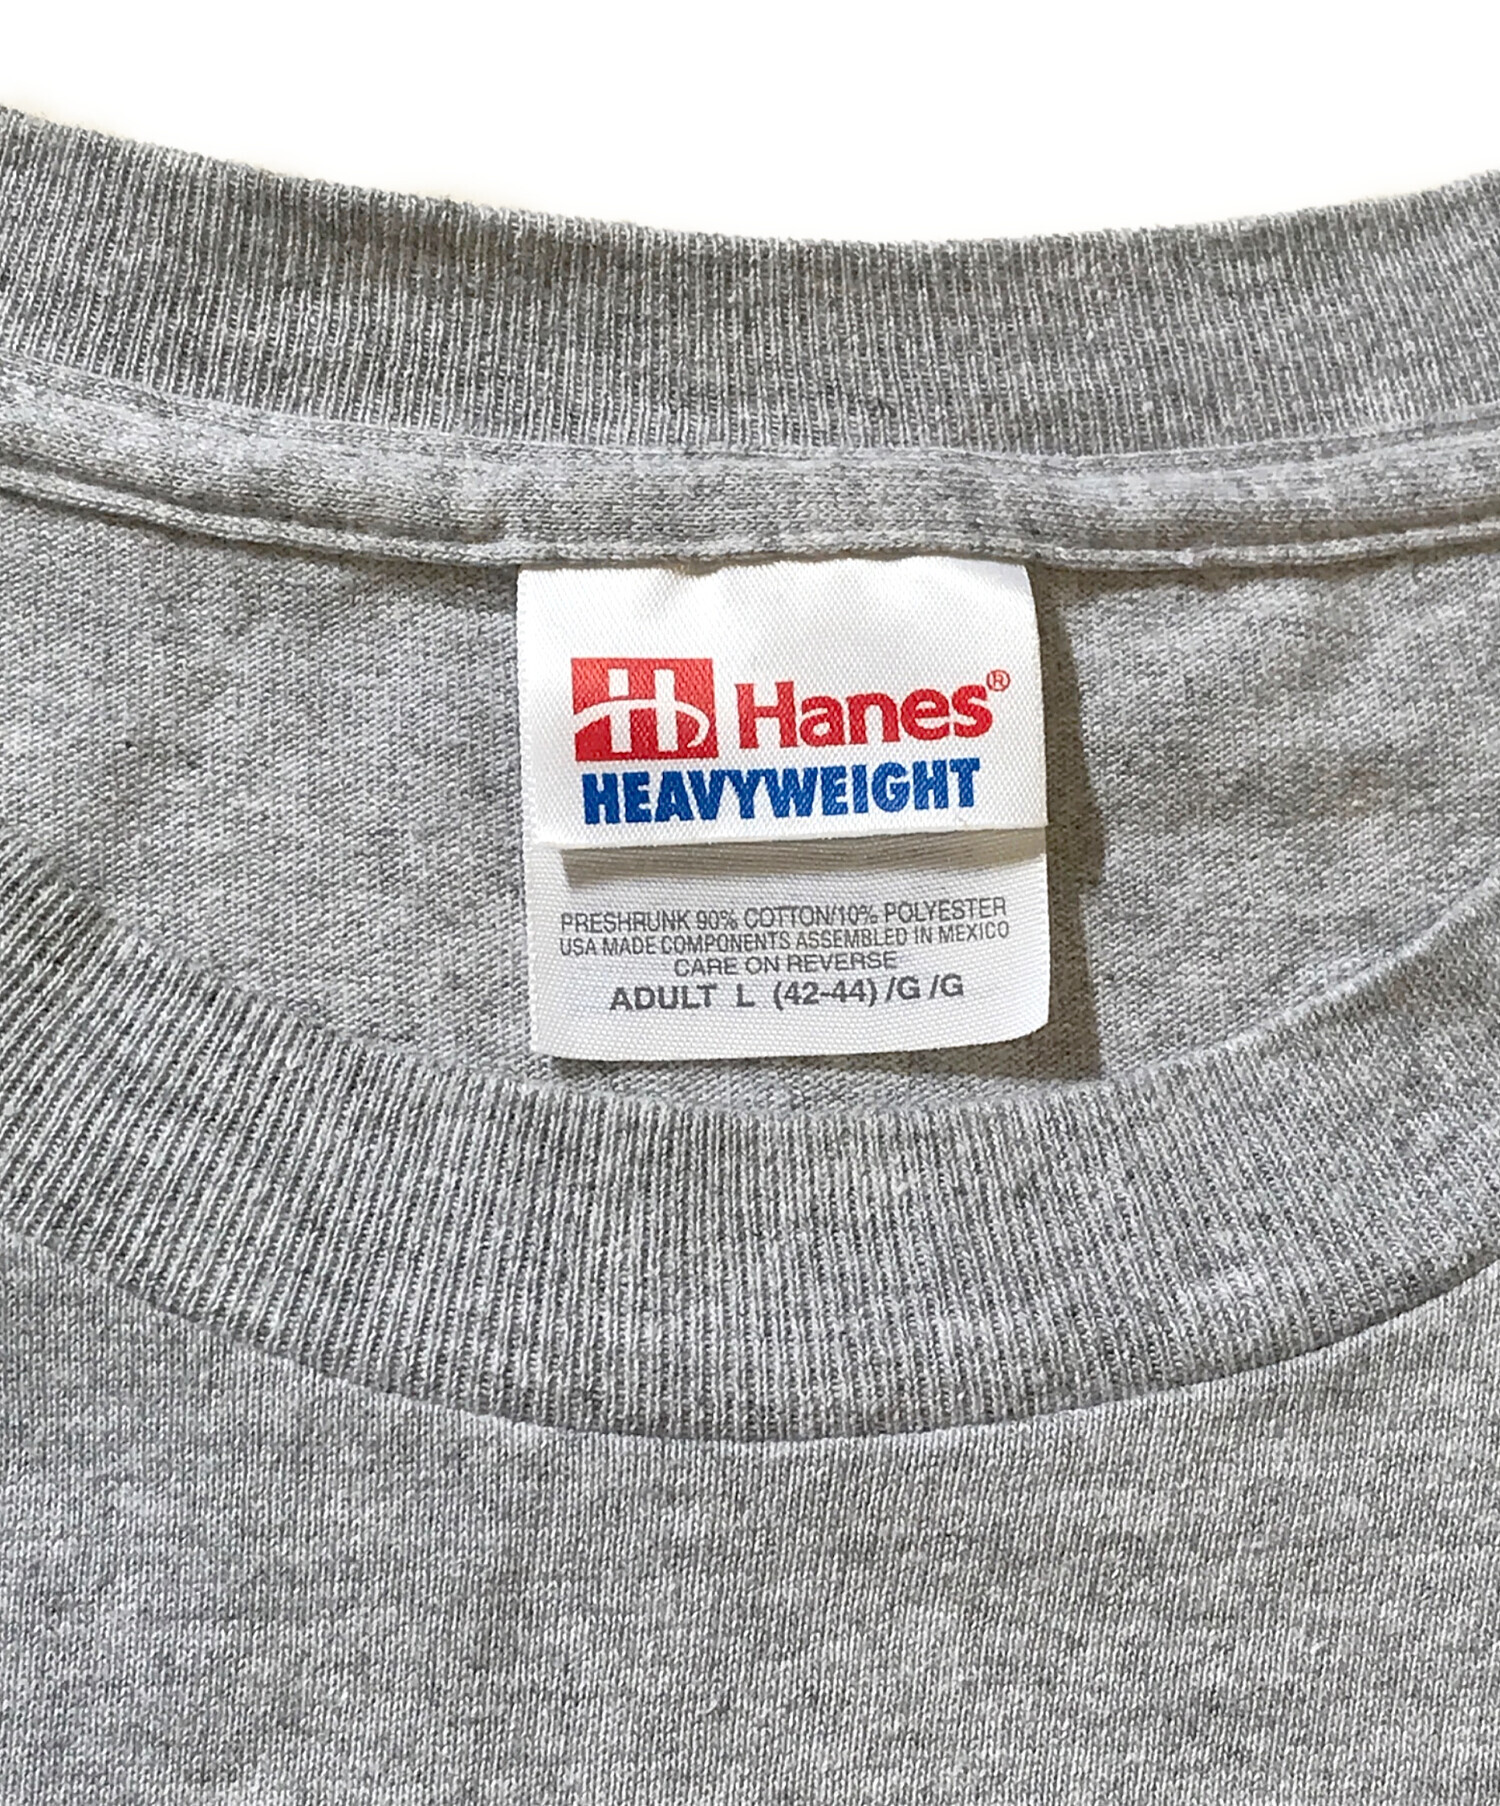 H Hanes®
HEAVYWEIGHT
PRESHRUNK 90% COTTON/10% POLYESTER
USA MADE COMPONENTS ASSEMBLED IN MEXICO
CARE ON REVERSE
ADULT L (42-44) /G /G